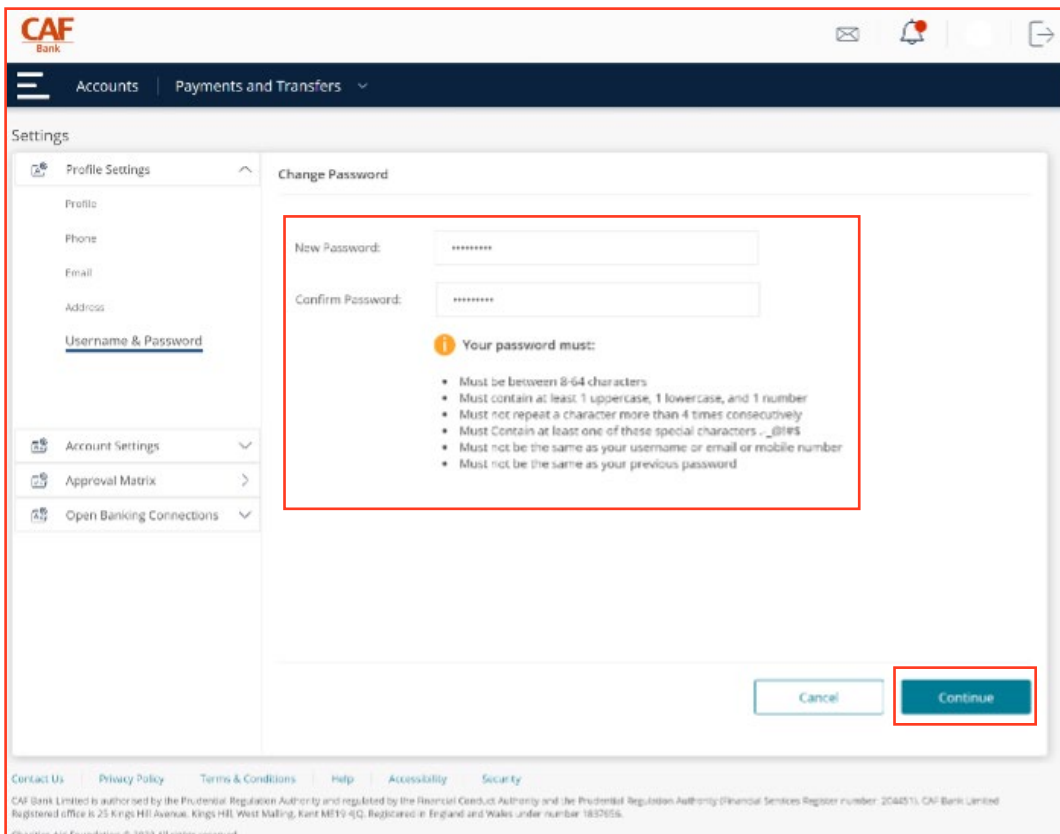 CAF
Bank
Accounts
Payments and Transfers
Settings
Profile Settings
Change Password
Profile
Phone
New Password:
•••••••••
Email
Confirm Password:
•••••••••
Address
Username & Password
Your password must:
• Must be between 8-64 characters
• Must contain at least 1 uppercase, 1 lowercase, and 1 number
• Must not repeat a character more than 4 times consecutively
• Must Contain at least one of these special characters .-_@!#$
• Must not be the same as your username or email or mobile number
• Must not be the same as your previous password
Account Settings
Approval Matrix
Open Banking Connections
Cancel
Continue
Contact Us
Privacy Policy
Terms & Conditions
Help
Accessibility
Security
CAF Bank Limited is authorised by the Prudential Regulation Authority and regulated by the Financial Conduct Authority and the Prudential Regulation Authority (Financial Services Register number: 204451). CAF Bank Limited
Registered office is 25 Kings Hill Avenue, Kings Hill, West Malling, Kent ME19 4JQ. Registered in England and Wales under number 1837656.
Charities Aid Foundation © 2023 All rights reserved